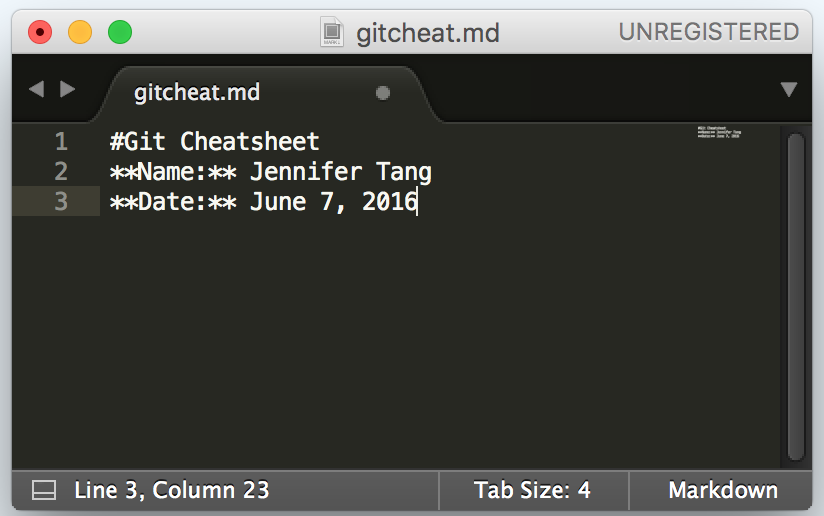 gitcheat.md
UNREGISTERED
gitcheat.md
1 #Git Cheatsheet
2 **Name:** Jennifer Tang
3 **Date:** June 7, 2016
Line 3, Column 23
Tab Size: 4
Markdown